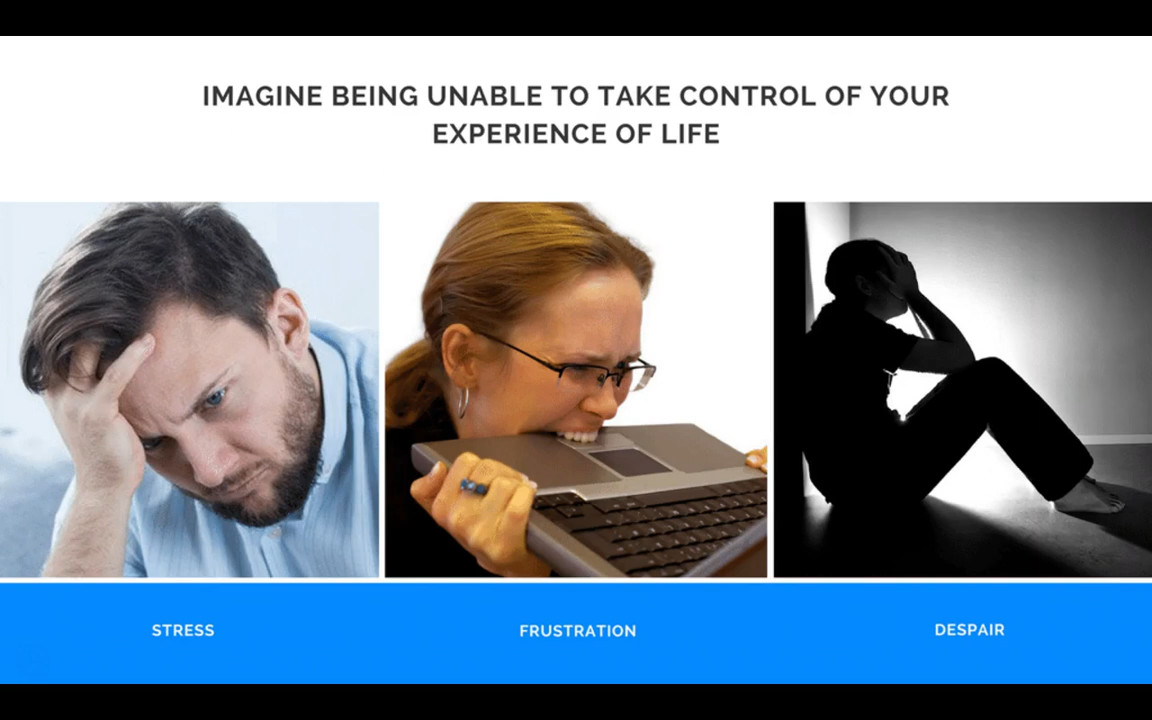 IMAGINE BEING UNABLE TO TAKE CONTROL OF YOUR
EXPERIENCE OF LIFE
STRESS
FRUSTRATION
DESPAIR